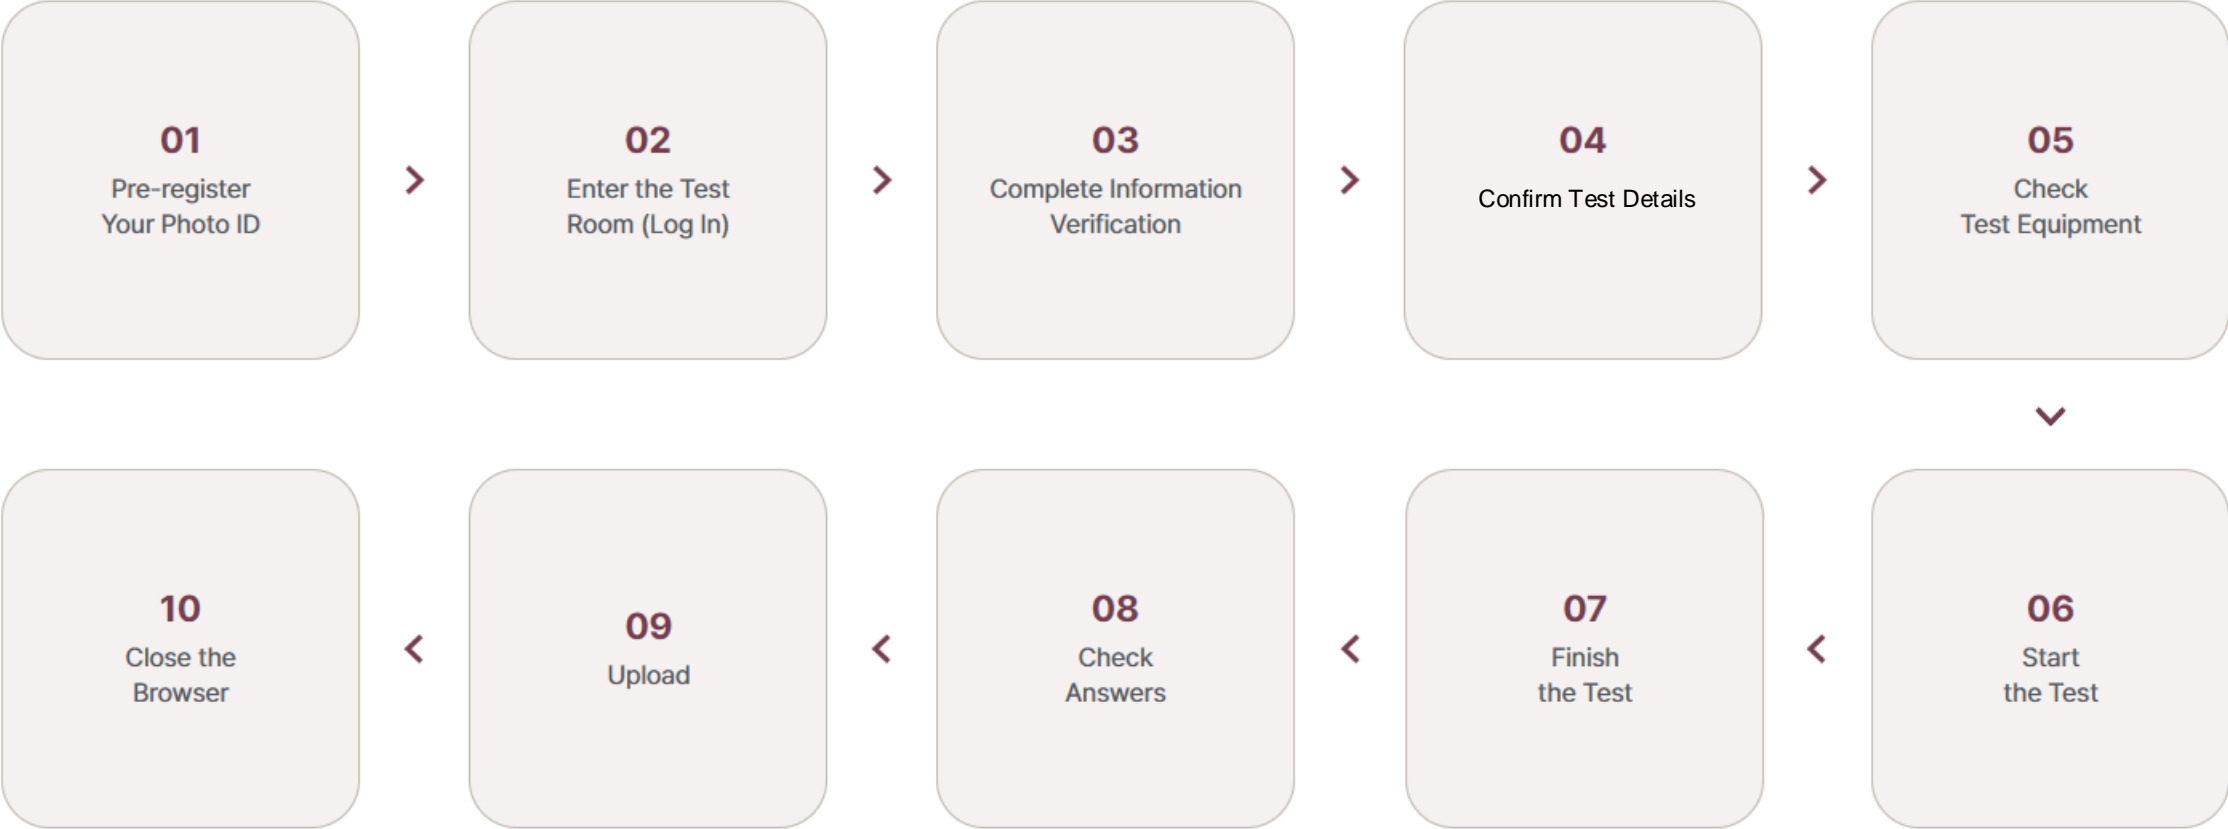 01
Pre-register
Your Photo ID
02
Enter the Test
Room (Log In)
03
Complete Information
Verification
04
Confirm Test Details
05
Check
Test Equipment
06
Start
the Test
07
Finish
the Test
08
Check
Answers
09
Upload
10
Close the
Browser